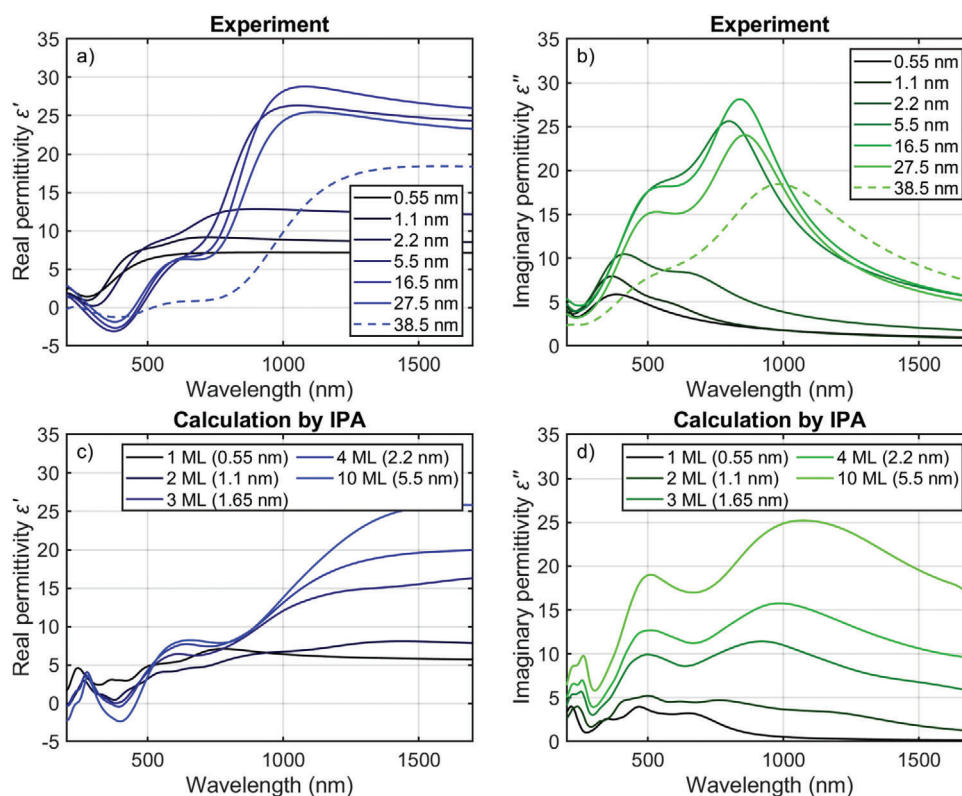 Experiment
a)
Real permittivity ε′
35
30
25
20
15
10
5
0
-5
0.55 nm
1.1 nm
2.2 nm
5.5 nm
16.5 nm
27.5 nm
38.5 nm
500
1000
1500
Wavelength (nm)
Experiment
b)
Imaginary permittivity ε″
35
30
25
20
15
10
5
0
0.55 nm
1.1 nm
2.2 nm
5.5 nm
16.5 nm
27.5 nm
38.5 nm
500
1000
1500
Wavelength (nm)
Calculation by IPA
c)
Real permittivity ε′
35
30
25
20
15
10
5
0
-5
1 ML (0.55 nm)
2 ML (1.1 nm)
3 ML (1.65 nm)
4 ML (2.2 nm)
10 ML (5.5 nm)
500
1000
1500
Wavelength (nm)
Calculation by IPA
d)
Imaginary permittivity ε″
35
30
25
20
15
10
5
0
1 ML (0.55 nm)
2 ML (1.1 nm)
3 ML (1.65 nm)
4 ML (2.2 nm)
10 ML (5.5 nm)
500
1000
1500
Wavelength (nm)